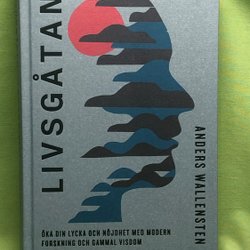 LIVSGÅTAN
ANDERS WALLENSTEN
ÖKA DIN LYCKA OCH NÖJDHET MED MODERN
FORSKNING OCH GAMMAL VISDOM